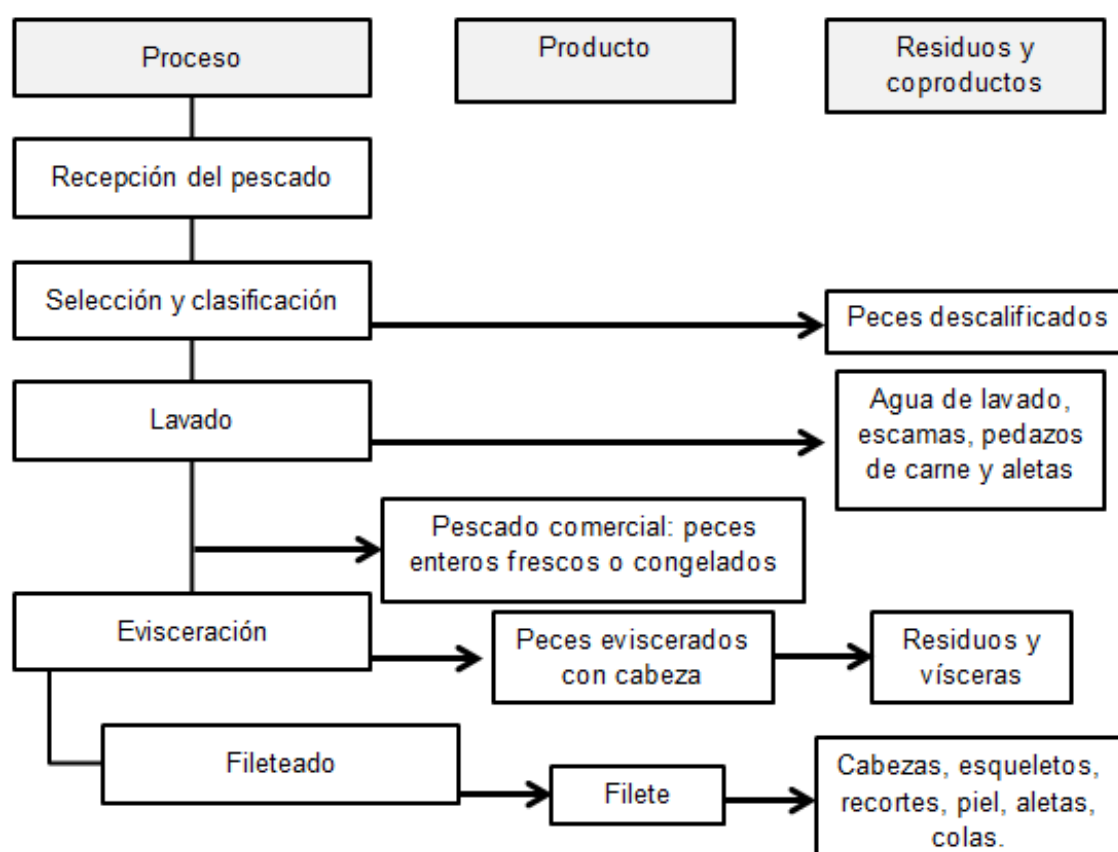 Proceso
Producto
Residuos y
coproductos
Recepción del pescado
Selección y clasificación
Peces descalificados
Lavado
Agua de lavado,
escamas, pedazos
de carne y aletas
Pescado comercial: peces
enteros frescos o congelados
Evisceración
Peces eviscerados
con cabeza
Residuos y
vísceras
Fileteado
Filete
Cabezas, esqueletos,
recortes, piel, aletas,
colas.